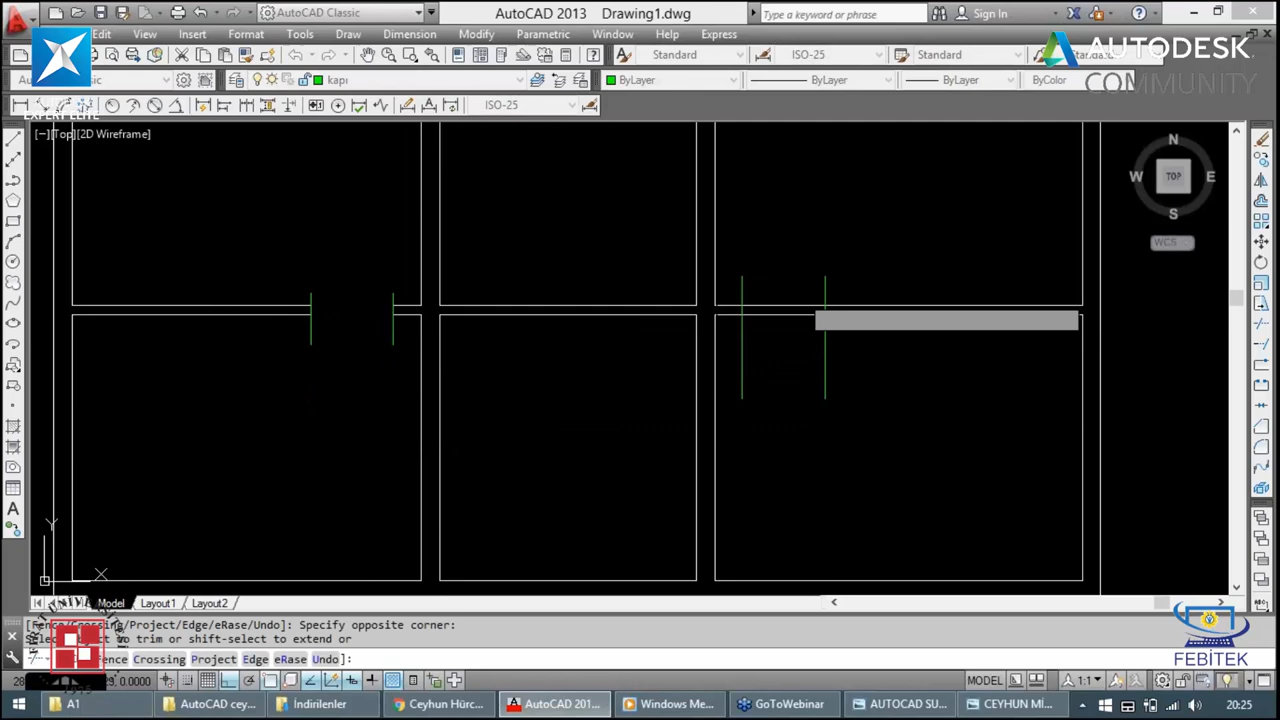 AutoCAD Classic
AutoCAD 2013 Drawing1.dwg
Type a keyword or phrase
Sign In
Edit View Insert Format Tools Draw Dimension Modify Parametric Window Help Express
Standard
ISO-25
Standard
AUTODESK
COMMUNITY
kapı
ByLayer
ByLayer
ByLayer
ByColor
EXPERT ELITE
ISO-25
[−][Top][2D Wireframe]
N
W TOP E
S
WCS
Y
X
Model Layout1 Layout2
[Fence/Crossing/Project/Edge/eRase/Undo]: Specify opposite corner:
to trim or shift-select to extend or
Fence Crossing Project Edge eRase Undo]:
FEBİTEK
0.0000
MODEL
1:1
A1
AutoCAD cey...
İndirilenler
Ceyhun Hürc...
AutoCAD 201...
Windows Me...
GoToWebinar
AUTOCAD SU...
CEYHUN Mİ...
20:25